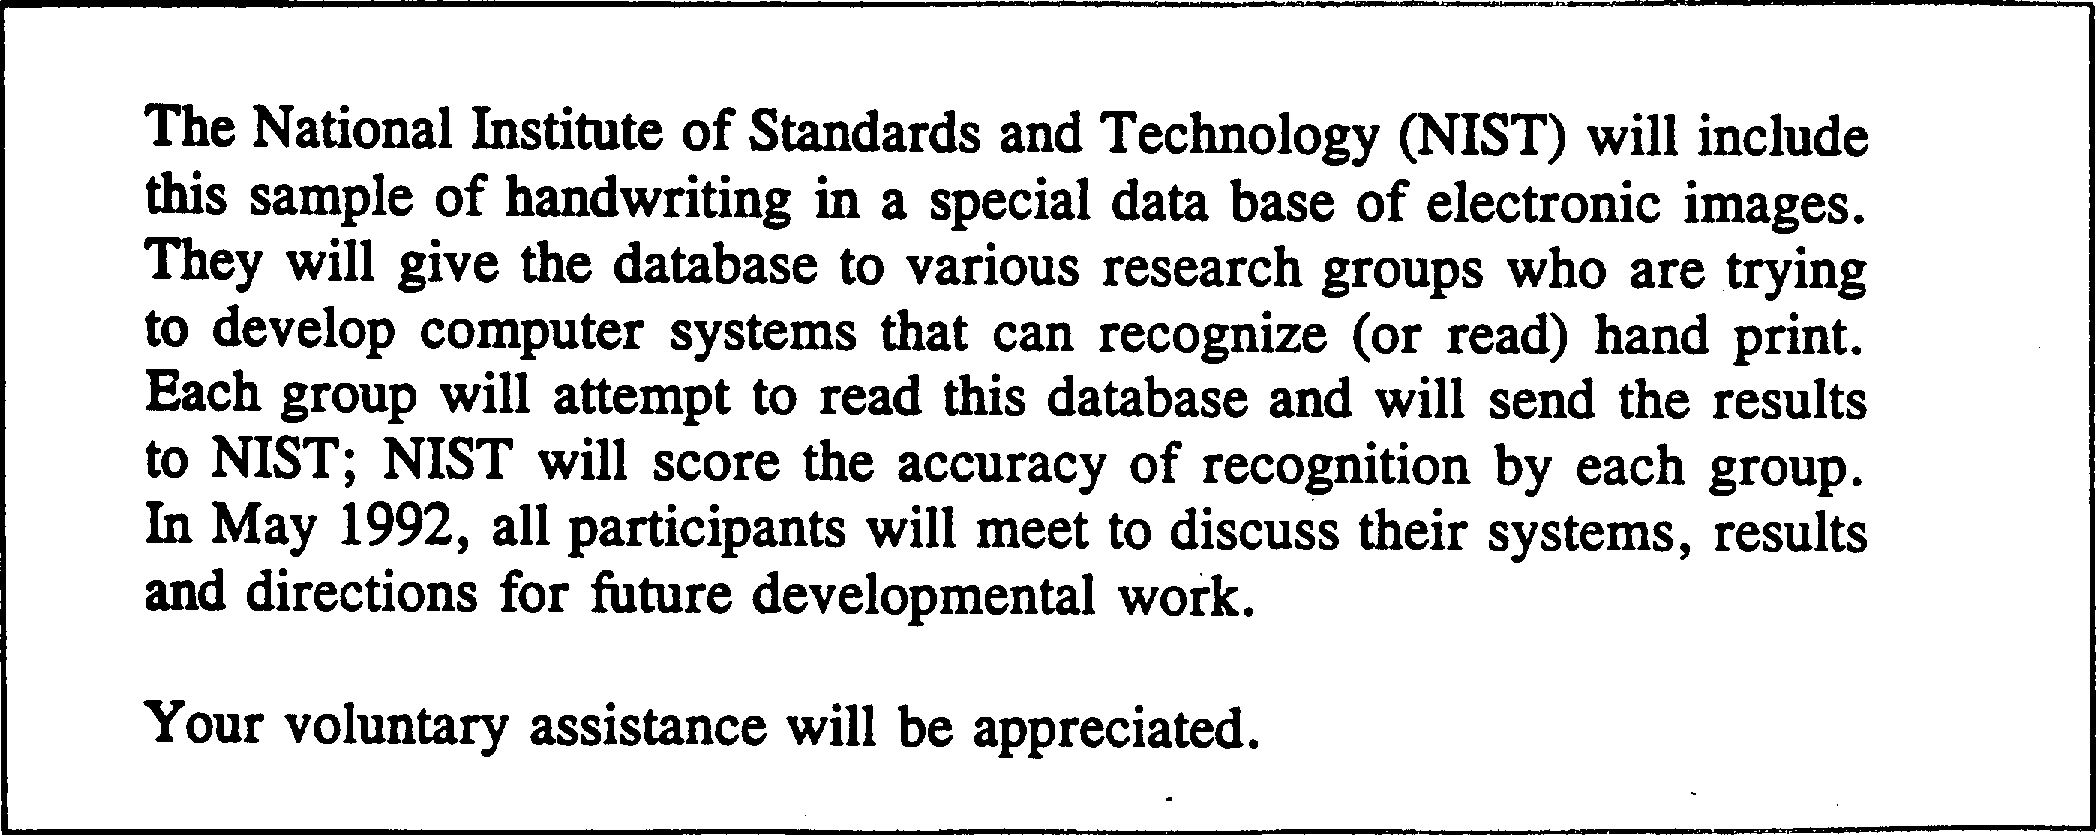 The National Institute of Standards and Technology (NIST) will include
this sample of handwriting in a special data base of electronic images.
They will give the database to various research groups who are trying
to develop computer systems that can recognize (or read) hand print.
Each group will attempt to read this database and will send the results
to NIST; NIST will score the accuracy of recognition by each group.
In May 1992, all participants will meet to discuss their systems, results
and directions for future developmental work.
Your voluntary assistance will be appreciated.